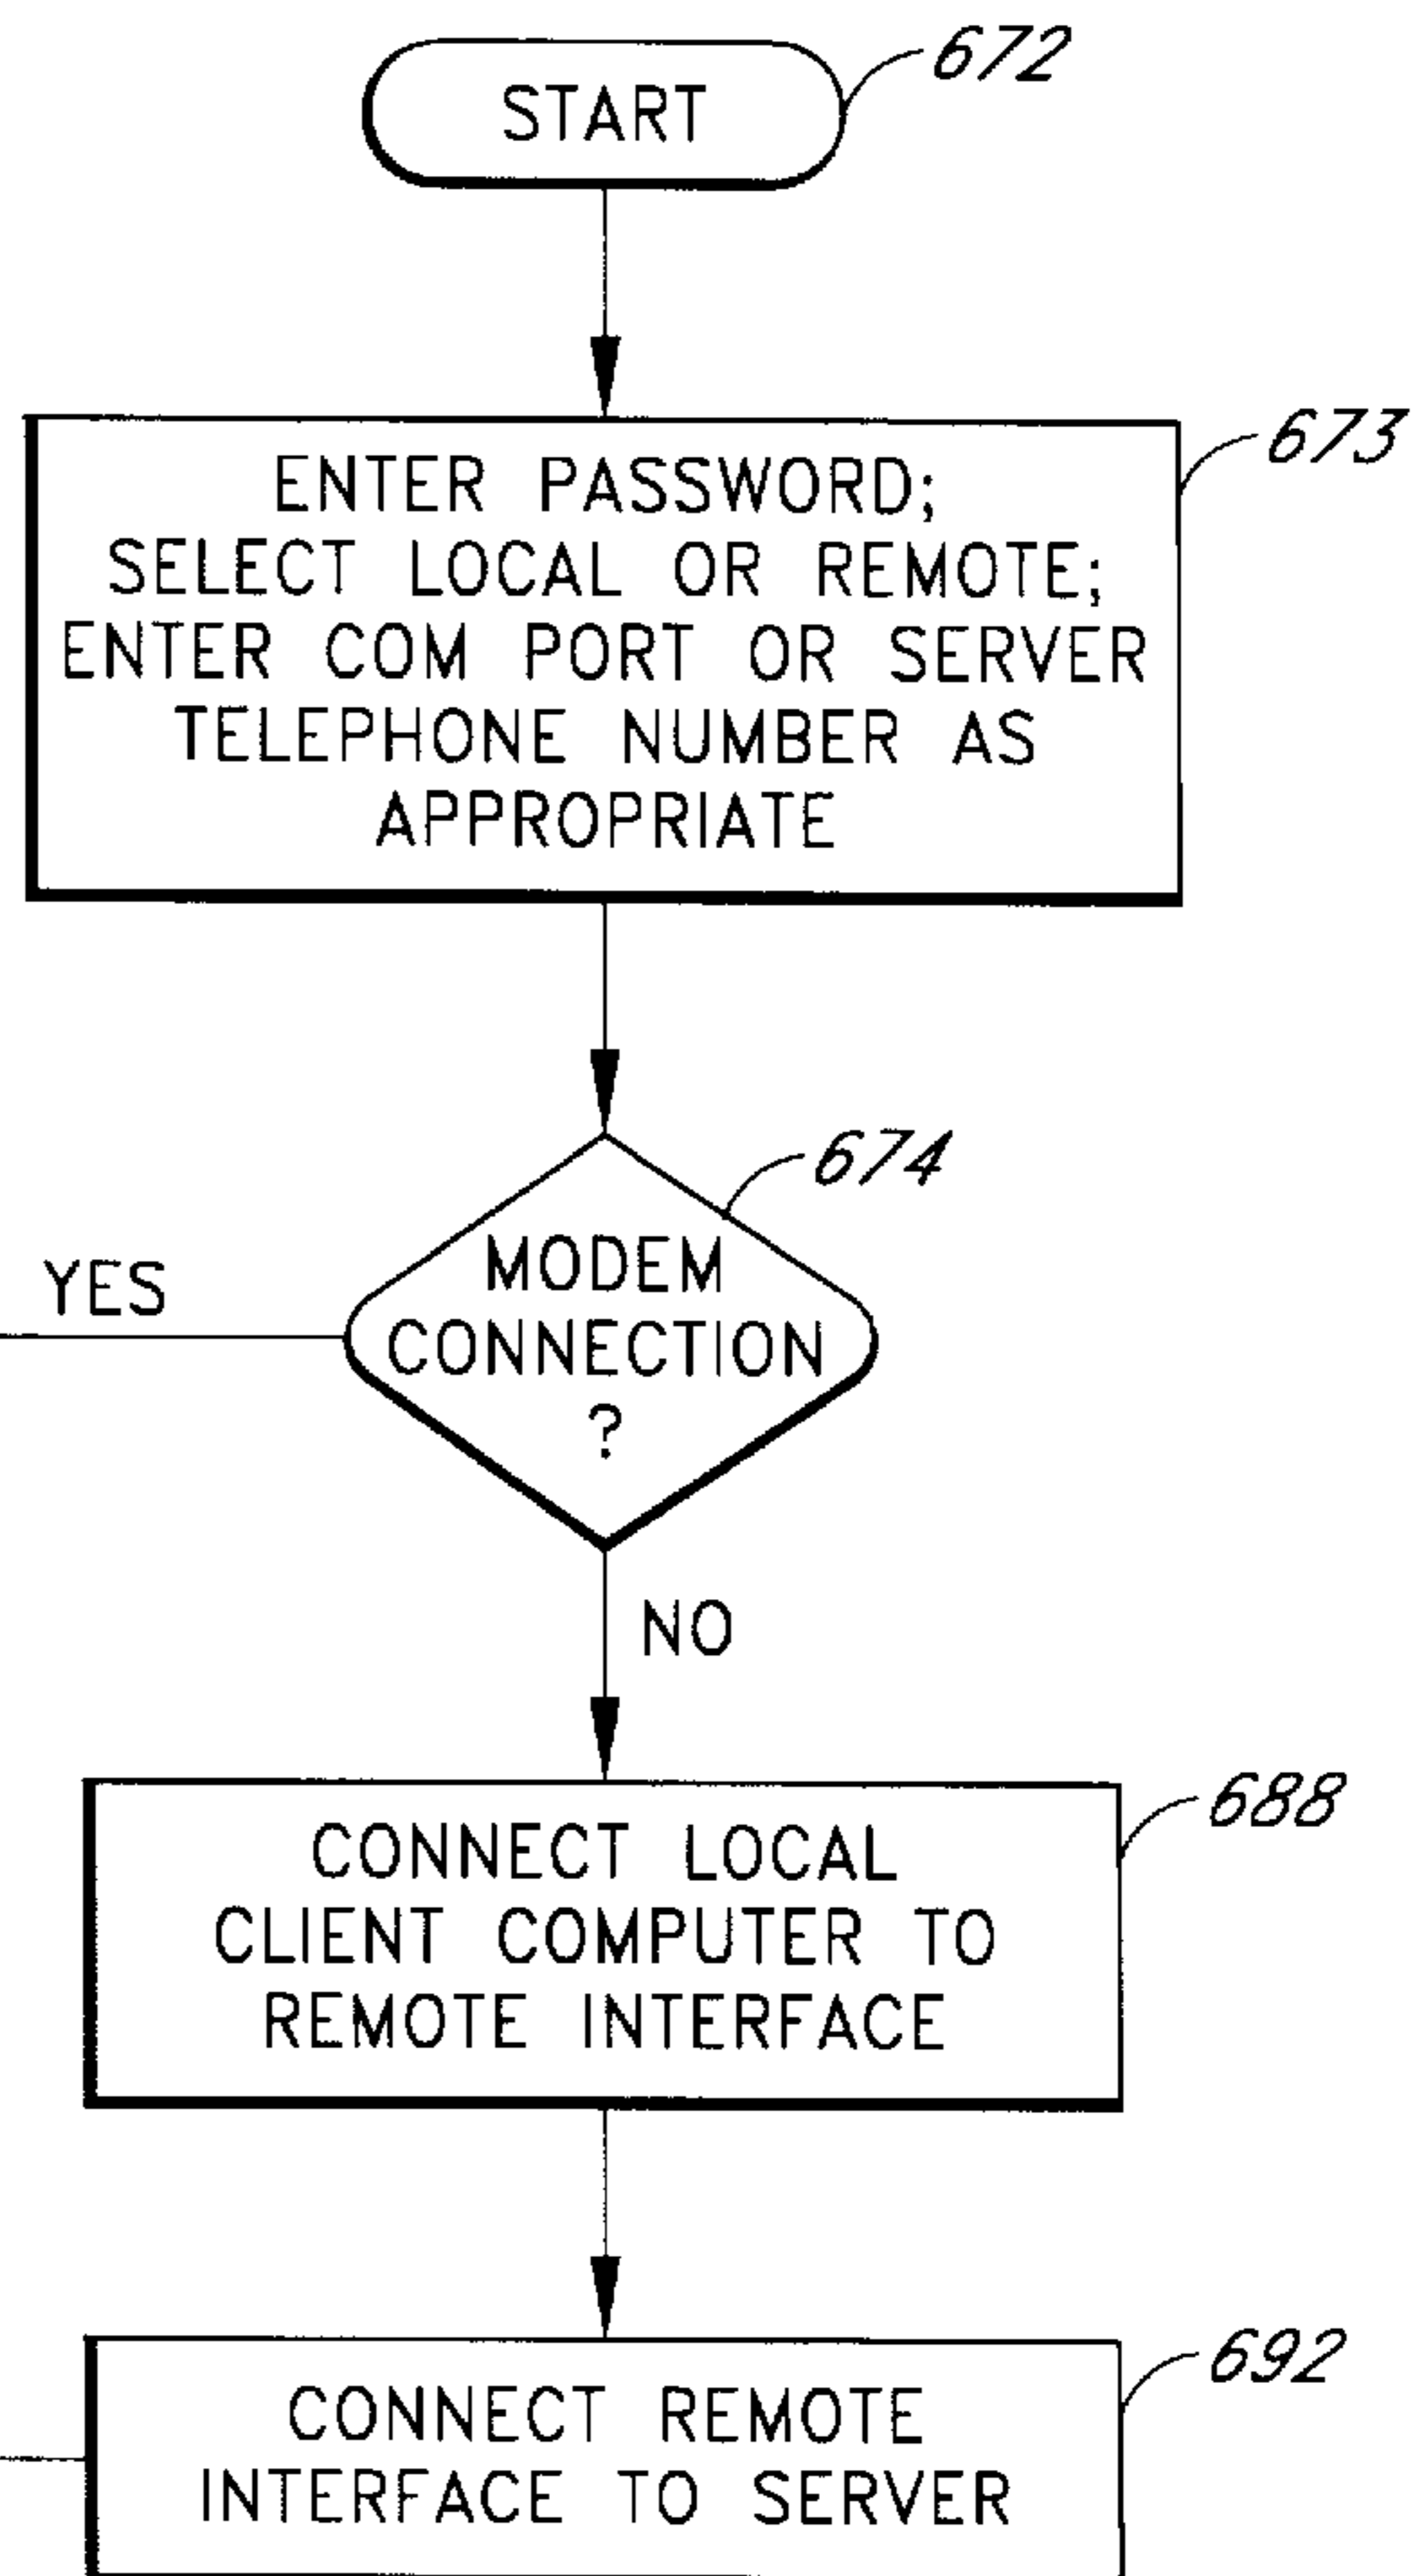 672
START
673
ENTER PASSWORD;
SELECT LOCAL OR REMOTE;
ENTER COM PORT OR SERVER
TELEPHONE NUMBER AS
APPROPRIATE
674
MODEM
CONNECTION
?
YES
NO
688
CONNECT LOCAL
CLIENT COMPUTER TO
REMOTE INTERFACE
692
CONNECT REMOTE
INTERFACE TO SERVER